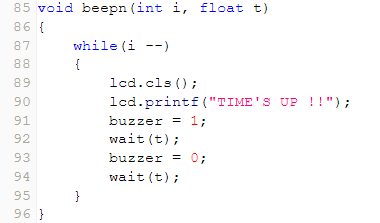 85 void beepn(int i, float t)
86 {
87     while(i --)
88     {
89         lcd.cls();
90         lcd.printf("TIME'S UP !!");
91         buzzer = 1;
92         wait(t);
93         buzzer = 0;
94         wait(t);
95     }
96 }